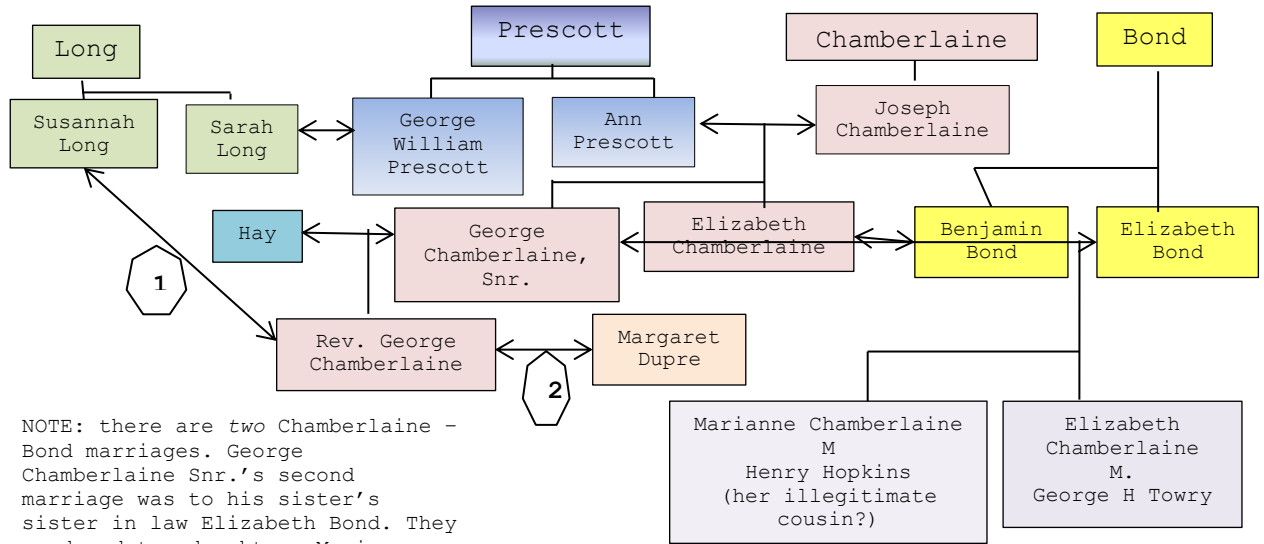 Long
Prescott
Chamberlaine
Bond
Susannah
Long
Sarah
Long
George
William
Prescott
Ann
Prescott
Joseph
Chamberlaine
Hay
George
Chamberlaine,
Snr.
Elizabeth
Chamberlaine
Benjamin
Bond
Elizabeth
Bond
1
Rev. George
Chamberlaine
Margaret
Dupre
2
NOTE: there are two Chamberlaine –
Bond marriages. George
Chamberlaine Snr.'s second
marriage was to his sister's
sister in law Elizabeth Bond. They
Marianne Chamberlaine
M
Henry Hopkins
(her illegitimate
cousin?)
Elizabeth
Chamberlaine
M.
George H Towry